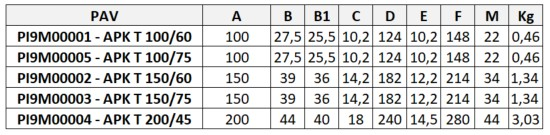 PAV A B B1 C D E F M Kg
PI9M00001 - APK T 100/60 100 27,5 25,5 10,2 124 10,2 148 22 0,46
PI9M00005 - APK T 100/75 100 27,5 25,5 10,2 124 10,2 148 22 0,46
PI9M00002 - APK T 150/60 150 39 36 14,2 182 12,2 214 34 1,34
PI9M00003 - APK T 150/75 150 39 36 14,2 182 12,2 214 34 1,34
PI9M00004 - APK T 200/45 200 44 40 18 240 14,5 280 44 3,03